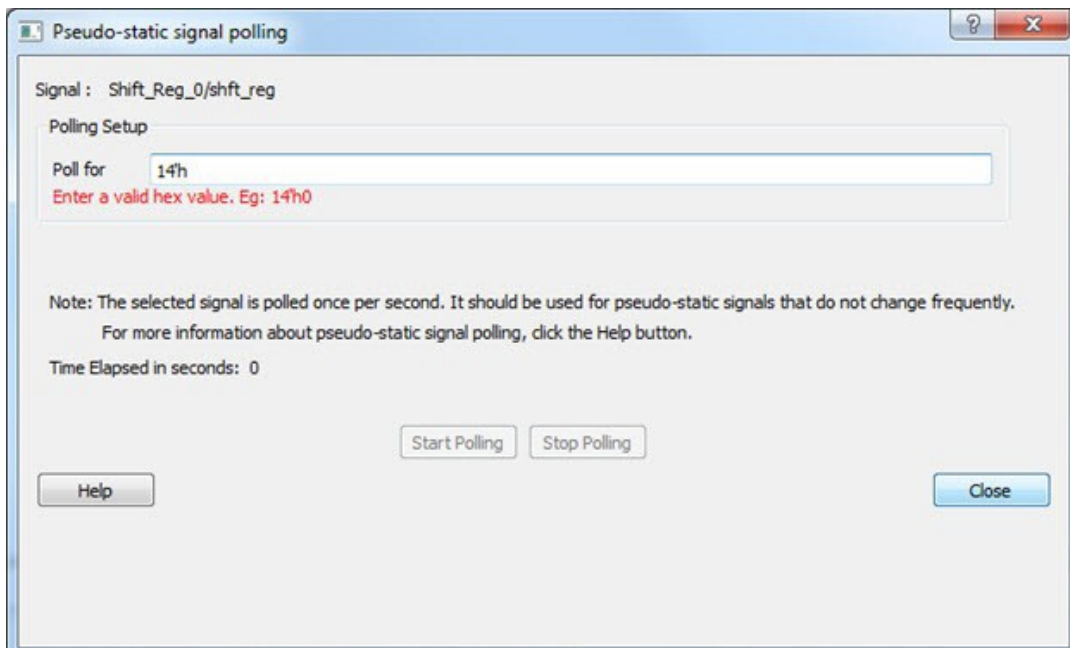 Pseudo-static signal polling
?
Signal : Shift_Reg_0/shft_reg
Polling Setup
Poll for 14'h
Enter a valid hex value. Eg: 14'h0
Note: The selected signal is polled once per second. It should be used for pseudo-static signals that do not change frequently.
For more information about pseudo-static signal polling, click the Help button.
Time Elapsed in seconds: 0
Start Polling Stop Polling
Help Close